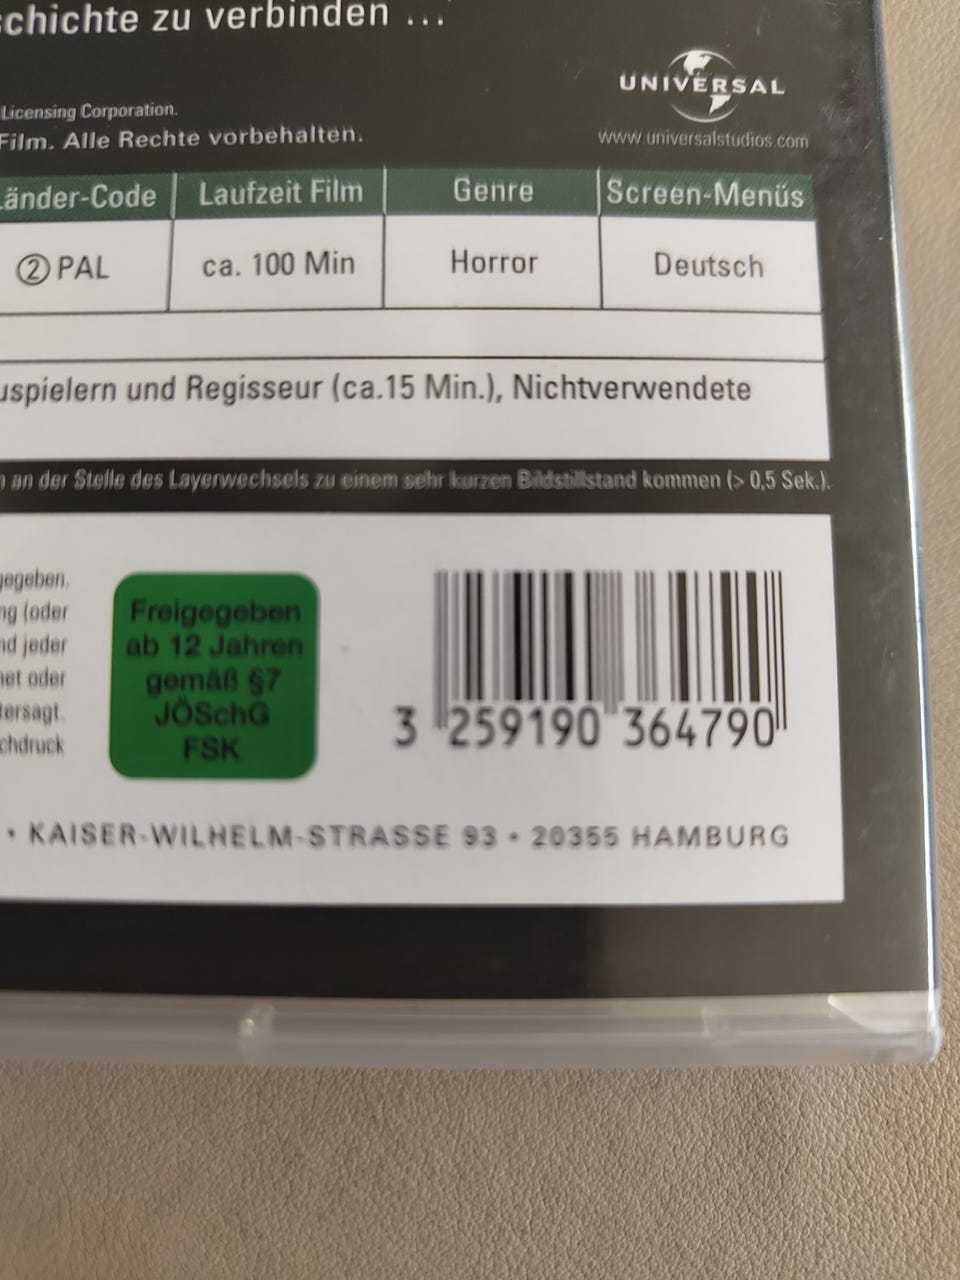 schichte zu verbinden ...
UNIVERSAL
Licensing Corporation.
Film. Alle Rechte vorbehalten.
www.universalstudios.com
Länder-Code Laufzeit Film Genre Screen-Menüs
② PAL ca. 100 Min Horror Deutsch
uspielern und Regisseur (ca.15 Min.), Nichtverwendete
an der Stelle des Layerwechsels zu einem sehr kurzen Bildstillstand kommen (> 0,5 Sek.).
gegeben.
ng (oder
nd jeder
net oder
tersagt.
chdruck
Freigegeben
ab 12 Jahren
gemäß §7
JÖSchG
FSK
3 259190 364790
• KAISER-WILHELM-STRASSE 93 • 20355 HAMBURG